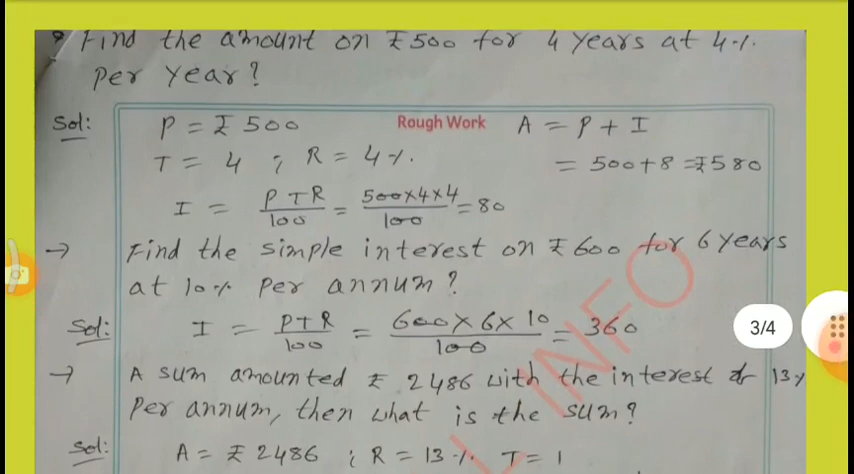 Find the amount on ₹500 for 4 years at 4%.
Per year?
Sol: P = ₹500 Rough Work A = P + I
T = 4 ; R = 4%. = 500+8 =₹580
I = PTR/100 = 500×4×4/100 = 80
→ Find the simple interest on ₹600 for 6 years
at 10% per annum?
Sol: I = PTR/100 = 600×6×10/100 = 360
3/4
→ A sum amounted ₹ 2486 with the interest of 13%
Per annum, then what is the sum?
Sol: A = ₹2486 ; R = 13%. T = 1
L INFO